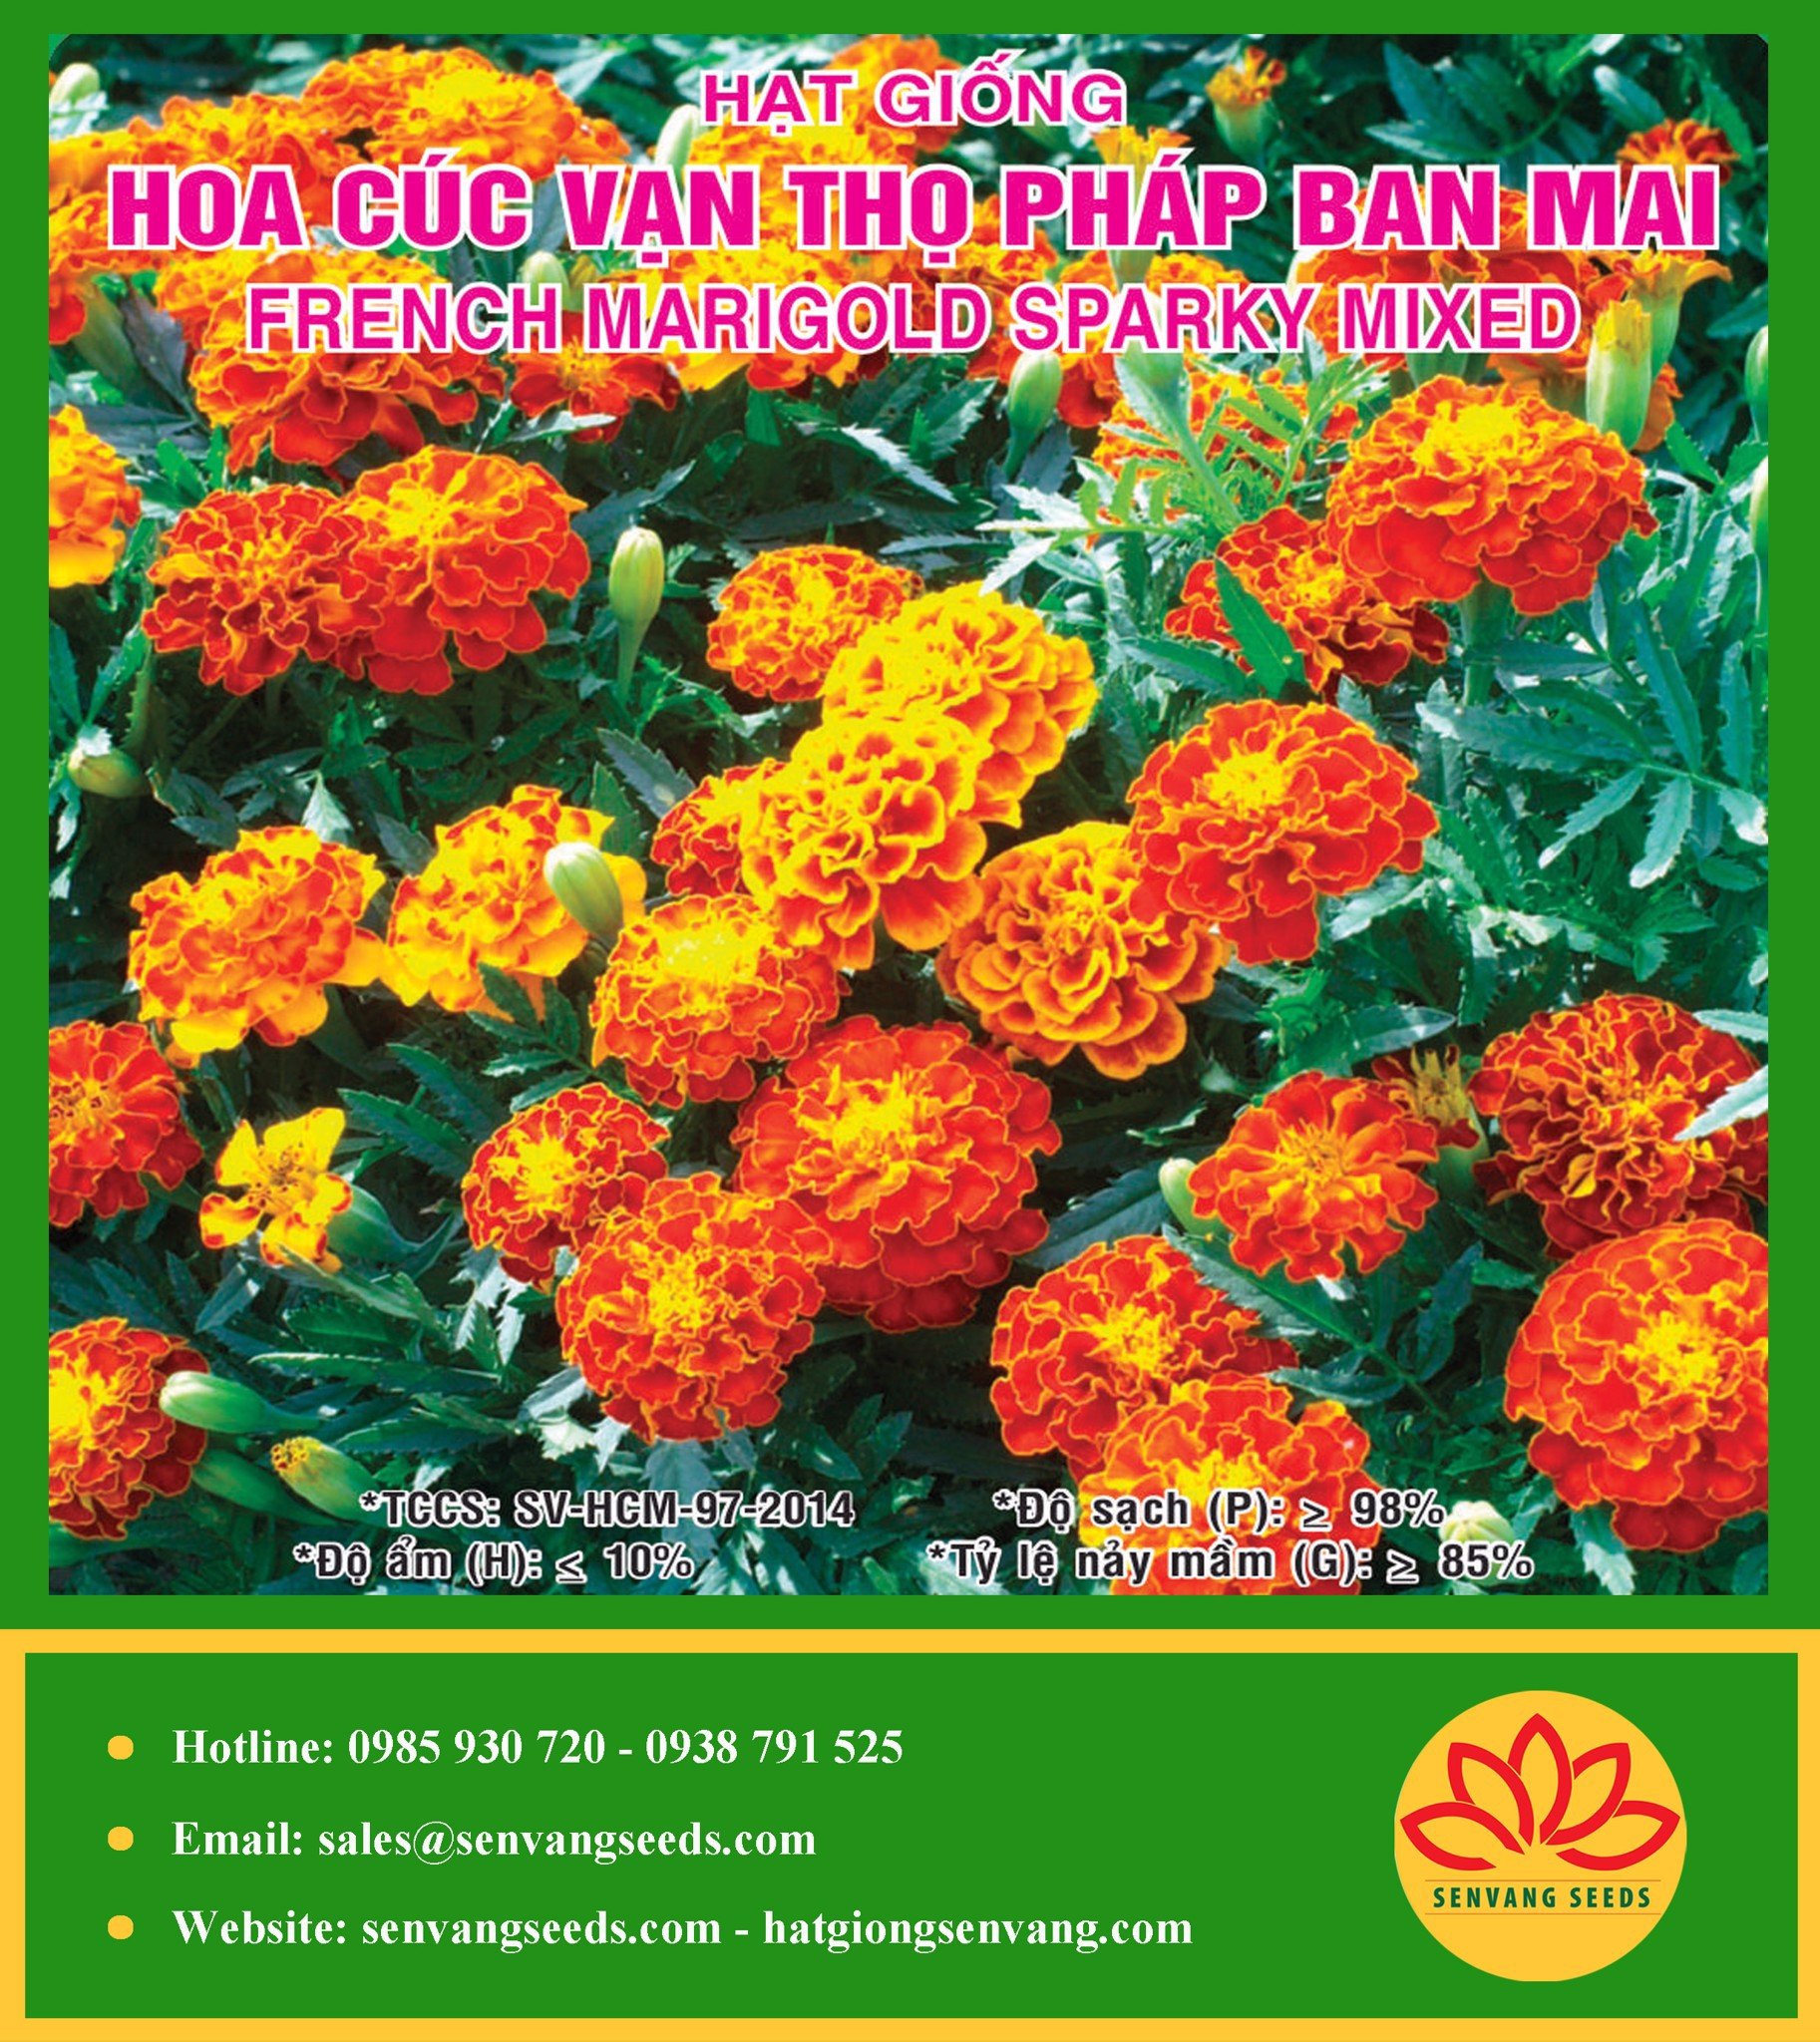 HẠT GIỐNG
HOA CÚC VẠN THỌ PHÁP BAN MAI
FRENCH MARIGOLD SPARKY MIXED
*TCCS: SV-HCM-97-2014
*Độ sạch (P): ≥ 98%
*Độ ẩm (H): ≤ 10%
*Tỷ lệ nảy mầm (G): ≥ 85%
Hotline: 0985 930 720 - 0938 791 525
Email: sales@senvangseeds.com
Website: senvangseeds.com - hatgiongsenvang.com
SENVANG SEEDS